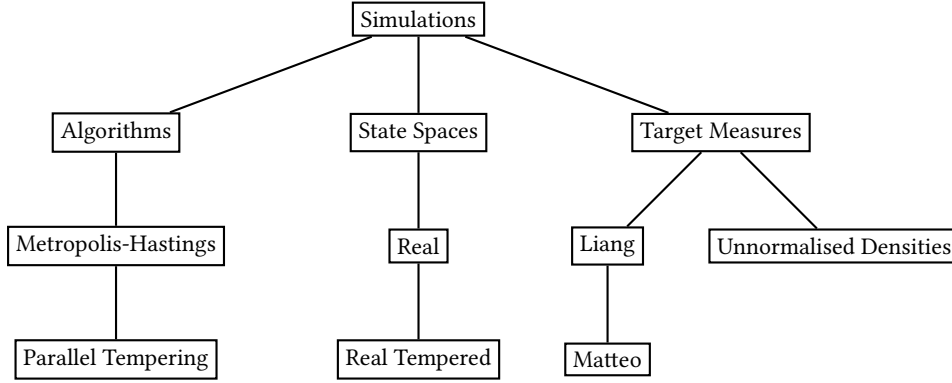 Simulations
Algorithms
State Spaces
Target Measures
Metropolis-Hastings
Real
Liang
Unnormalised Densities
Parallel Tempering
Real Tempered
Matteo